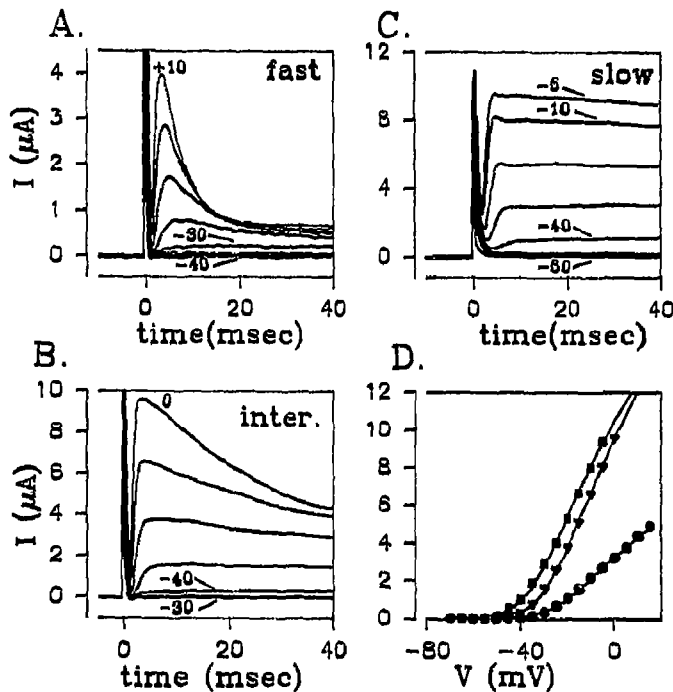 A.
fast
+10
-30
-40
4
3
2
1
0
I (μA)
0 20 40
time(msec)
C.
slow
-5
-10
-40
-60
12
8
4
0
0 20 40
time(msec)
B.
inter.
0
-40
-30
10
8
6
4
2
0
I (μA)
0 20 40
time (msec)
D.
12
10
8
6
4
2
0
-80 -40 0
V (mV)